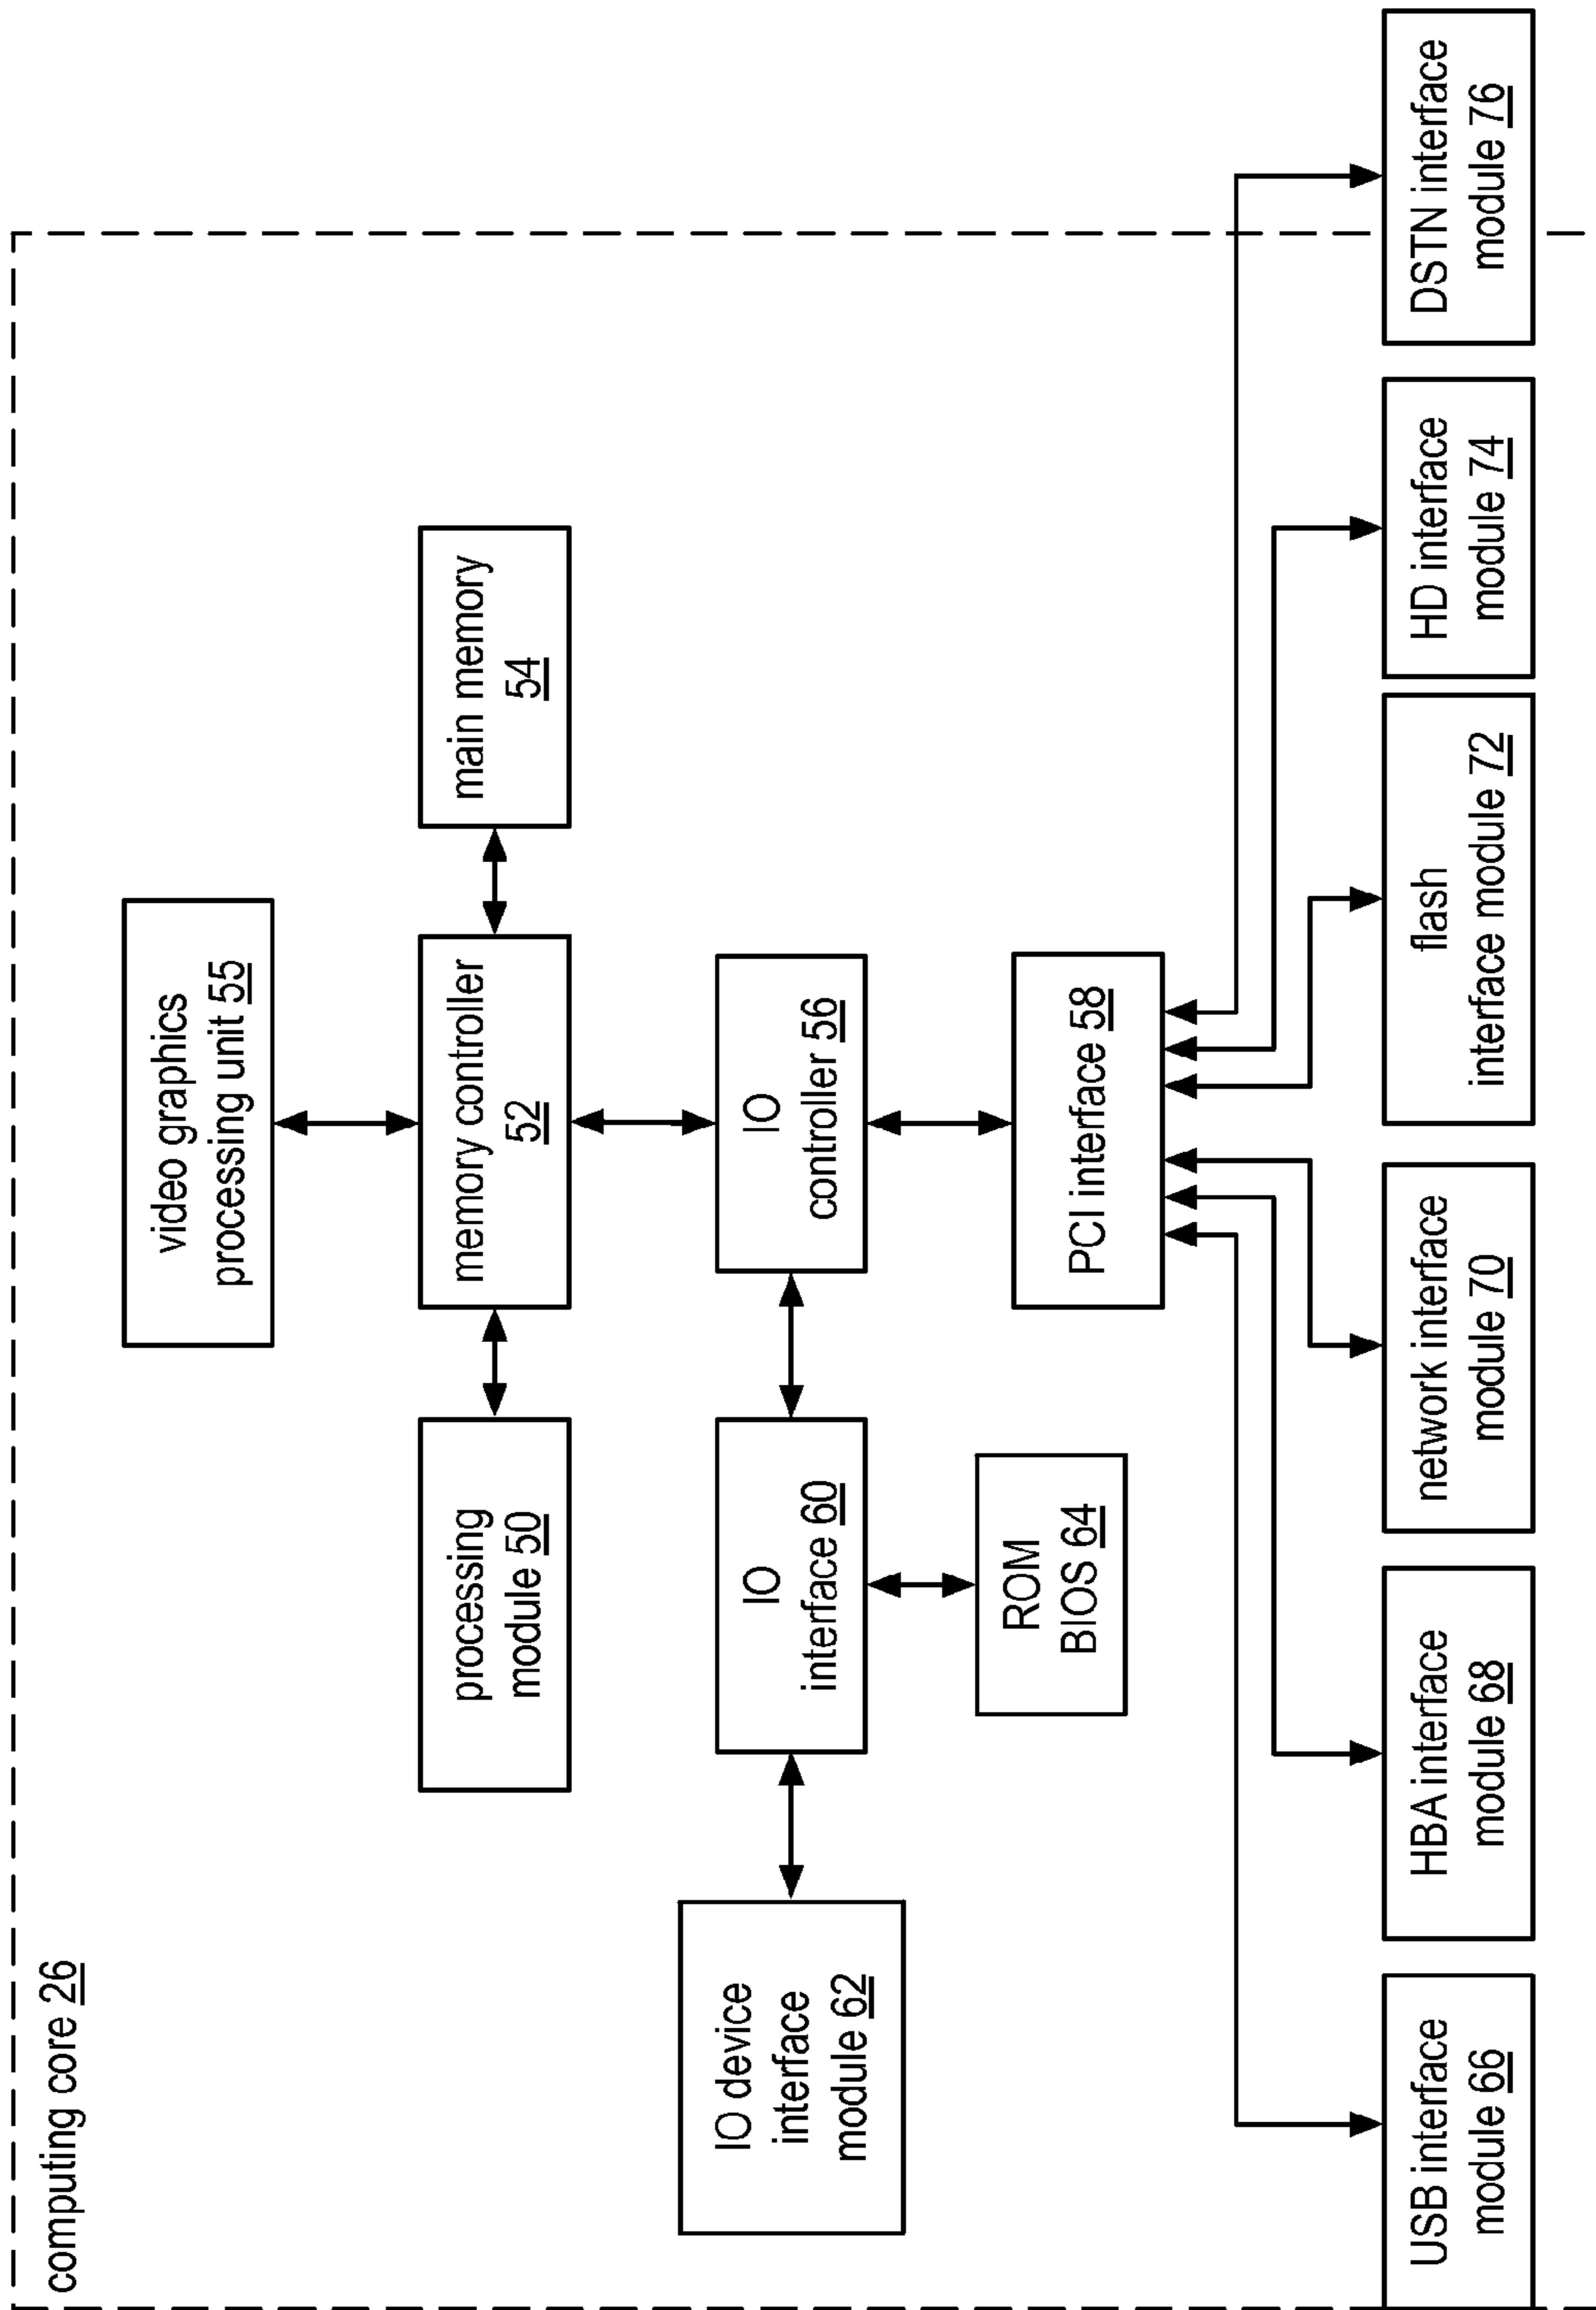 computing core 26
video graphics
processing unit 55
processing
module 50
memory controller
52
main memory
54
IO device
interface
module 62
IO
interface 60
IO
controller 56
ROM
BIOS 64
PCI interface 58
USB interface
module 66
HBA interface
module 68
network interface
module 70
flash
interface module 72
HD interface
module 74
DSTN interface
module 76